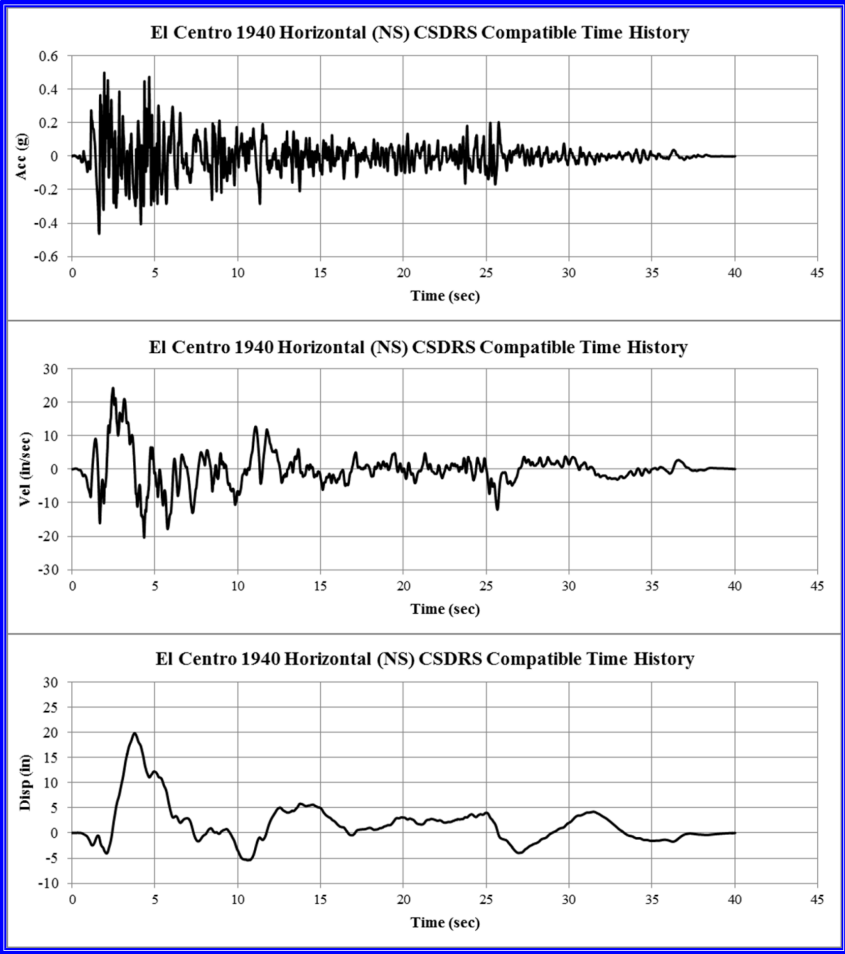 El Centro 1940 Horizontal (NS) CSDRS Compatible Time History
0.6
0.4
0.2
0
-0.2
-0.4
-0.6
Acc (g)
0 5 10 15 20 25 30 35 40 45
Time (sec)
El Centro 1940 Horizontal (NS) CSDRS Compatible Time History
30
20
10
0
-10
-20
-30
Vel (in/sec)
0 5 10 15 20 25 30 35 40 45
Time (sec)
El Centro 1940 Horizontal (NS) CSDRS Compatible Time History
30
25
20
15
10
5
0
-5
-10
Disp (in)
0 5 10 15 20 25 30 35 40 45
Time (sec)